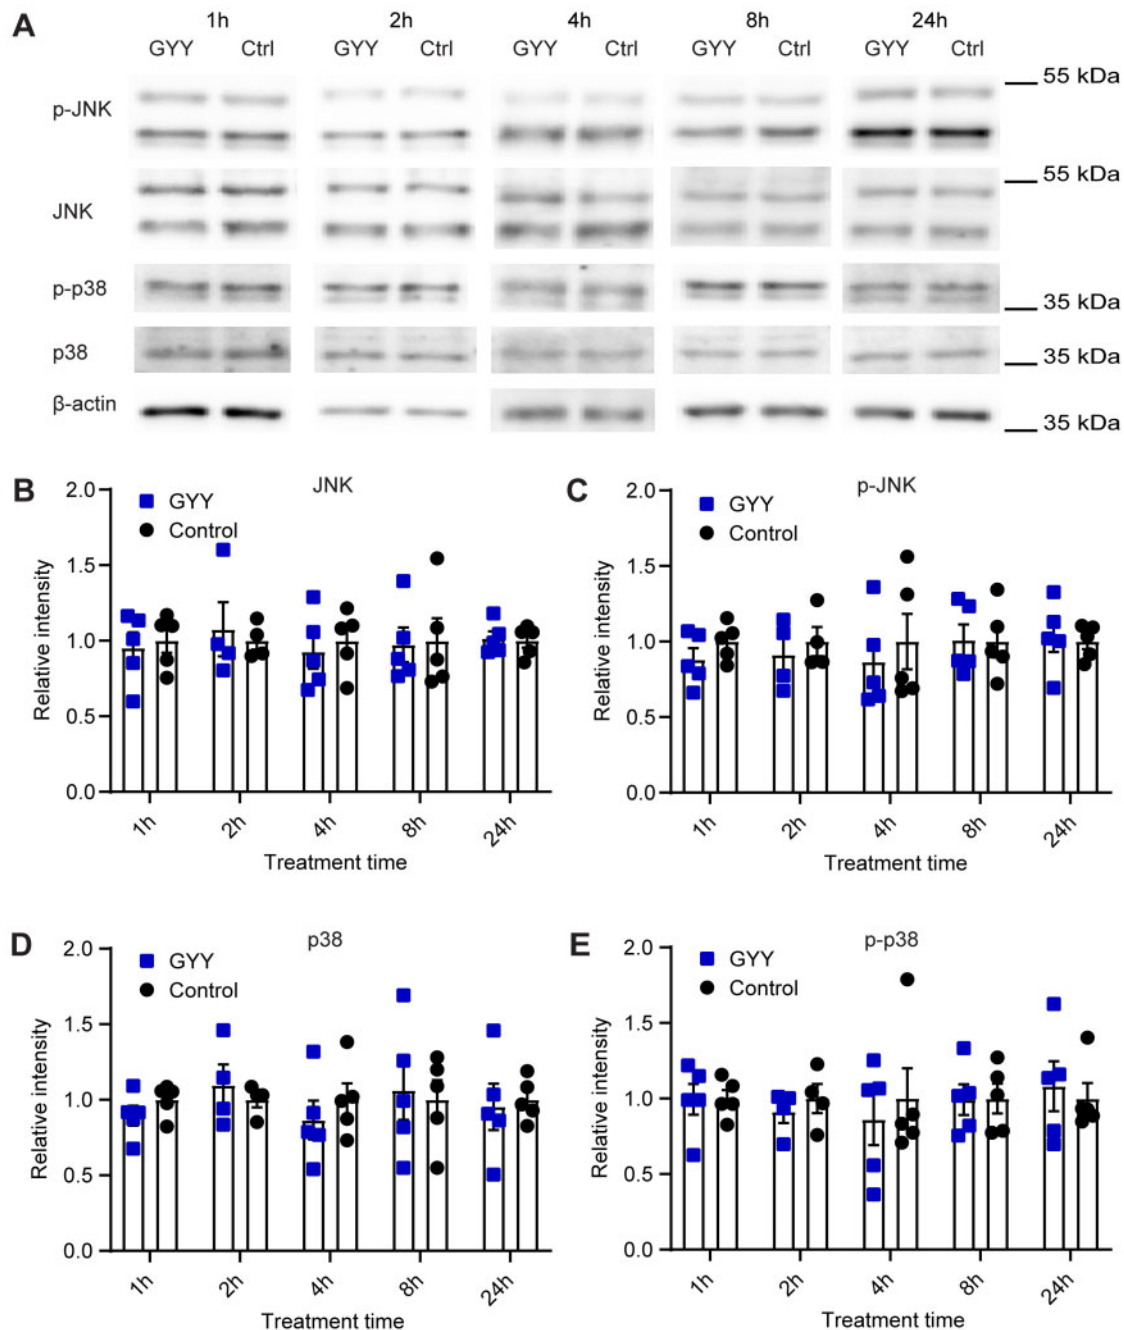 A
1h 2h 4h 8h 24h
GYY Ctrl GYY Ctrl GYY Ctrl GYY Ctrl GYY Ctrl
p-JNK
55 kDa
JNK
55 kDa
p-p38
35 kDa
p38
35 kDa
β-actin
35 kDa
B
JNK
GYY
Control
Relative intensity
2.0
1.5
1.0
0.5
0.0
1h 2h 4h 8h 24h
Treatment time
C
p-JNK
GYY
Control
Relative intensity
2.0
1.5
1.0
0.5
0.0
1h 2h 4h 8h 24h
Treatment time
D
p38
GYY
Control
Relative intensity
2.0
1.5
1.0
0.5
0.0
1h 2h 4h 8h 24h
Treatment time
E
p-p38
GYY
Control
Relative intensity
2.0
1.5
1.0
0.5
0.0
1h 2h 4h 8h 24h
Treatment time